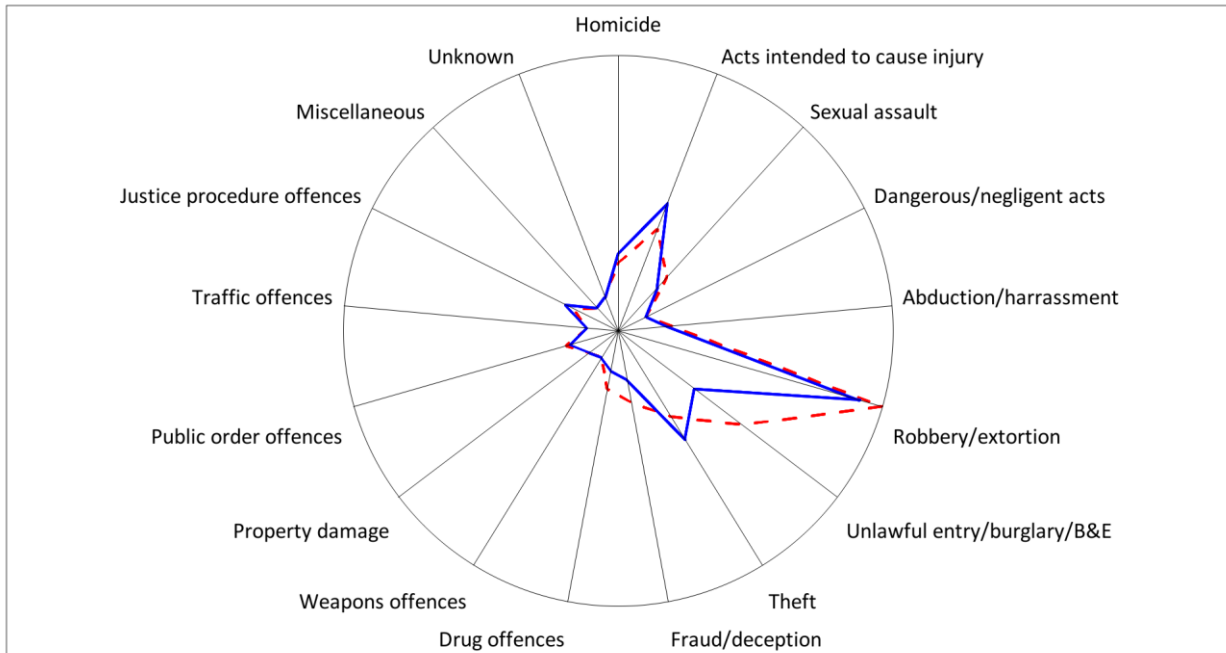 Homicide
Unknown
Acts intended to cause injury
Miscellaneous
Sexual assault
Justice procedure offences
Dangerous/negligent acts
Traffic offences
Abduction/harrassment
Public order offences
Robbery/extortion
Property damage
Unlawful entry/burglary/B&E
Weapons offences
Theft
Drug offences
Fraud/deception